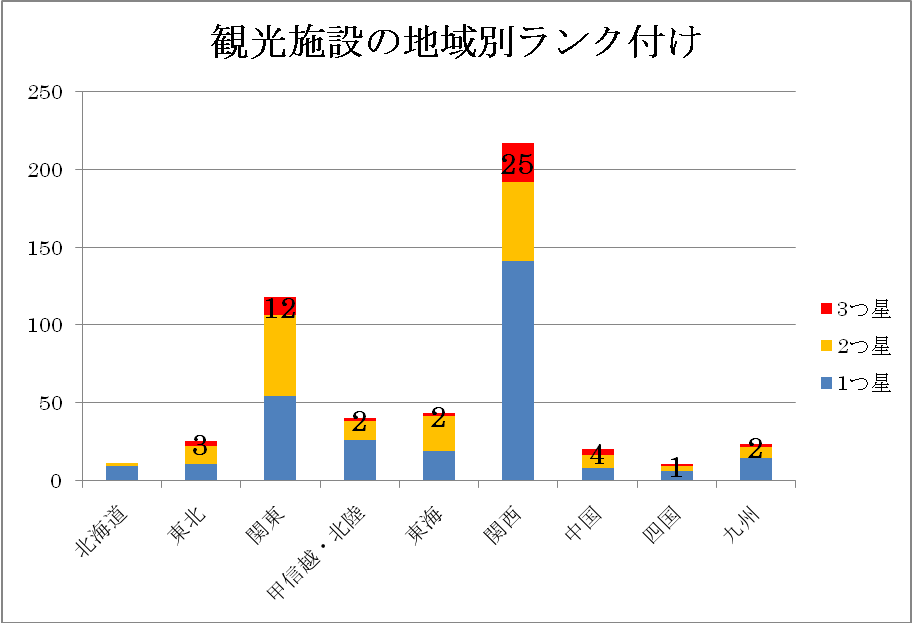 観光施設の地域別ランク付け
250
200
150
100
50
0
25
12
3
2
2
4
1
2
3つ星
2つ星
1つ星
北海道
東北
関東
甲信越・北陸
東海
関西
中国
四国
九州